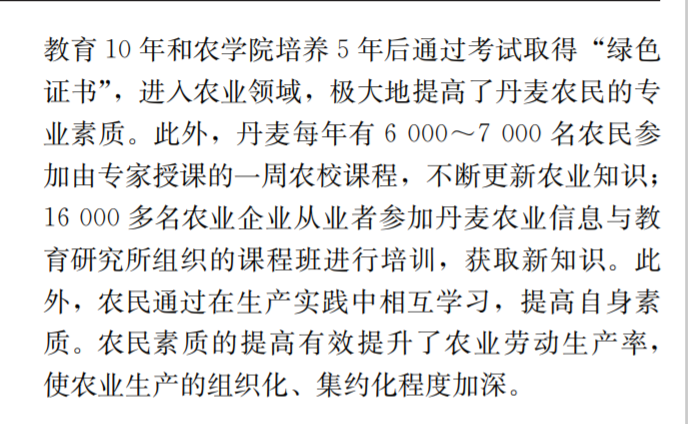 教育 10 年和农学院培养 5 年后通过考试取得“绿色
证书”，进入农业领域，极大地提高了丹麦农民的专
业素质。此外，丹麦每年有 6 000～7 000 名农民参
加由专家授课的一周农校课程，不断更新农业知识；
16 000 多名农业企业从业者参加丹麦农业信息与教
育研究所组织的课程班进行培训，获取新知识。此
外，农民通过在生产实践中相互学习，提高自身素
质。农民素质的提高有效提升了农业劳动生产率，
使农业生产的组织化、集约化程度加深。